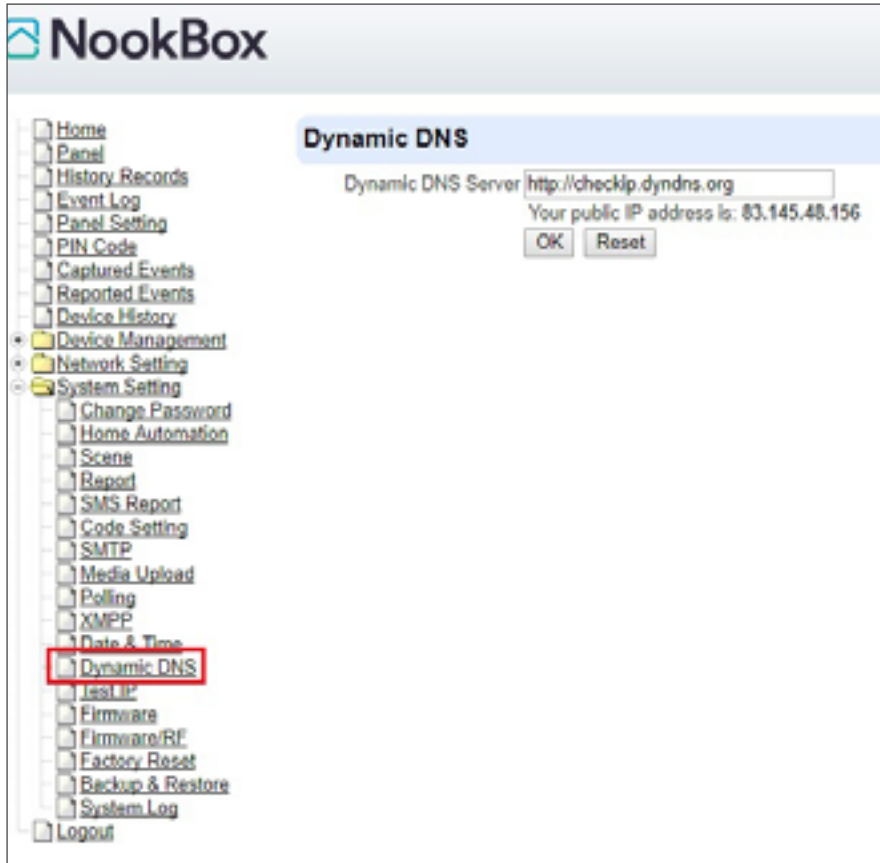 NookBox
Home
Panel
History Records
Event Log
Panel Setting
PIN Code
Captured Events
Reported Events
Device History
Device Management
Network Setting
System Setting
Change Password
Home Automation
Scene
Report
SMS Report
Code Setting
SMTP
Media Upload
Polling
XMPP
Date & Time
Dynamic DNS
Test IP
Firmware
Firmware/RF
Factory Reset
Backup & Restore
System Log
Logout
Dynamic DNS
Dynamic DNS Server http://checkip.dyndns.org
Your public IP address is: 83.145.48.156
OK Reset